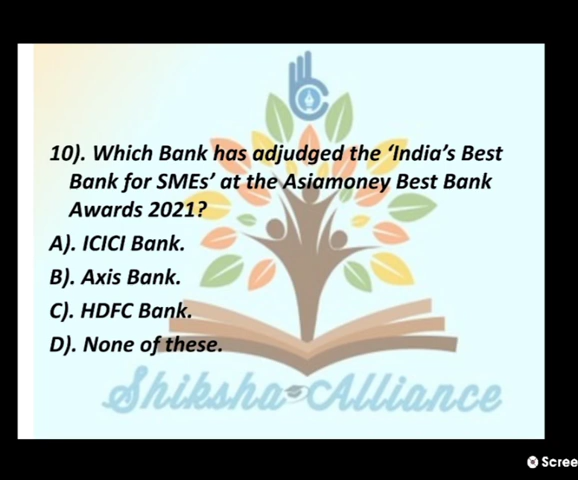 10). Which Bank has adjudged the ‘India’s Best
Bank for SMEs’ at the Asiamoney Best Bank
Awards 2021?
A). ICICI Bank.
B). Axis Bank.
C). HDFC Bank.
D). None of these.
Shiksha Alliance
Scree